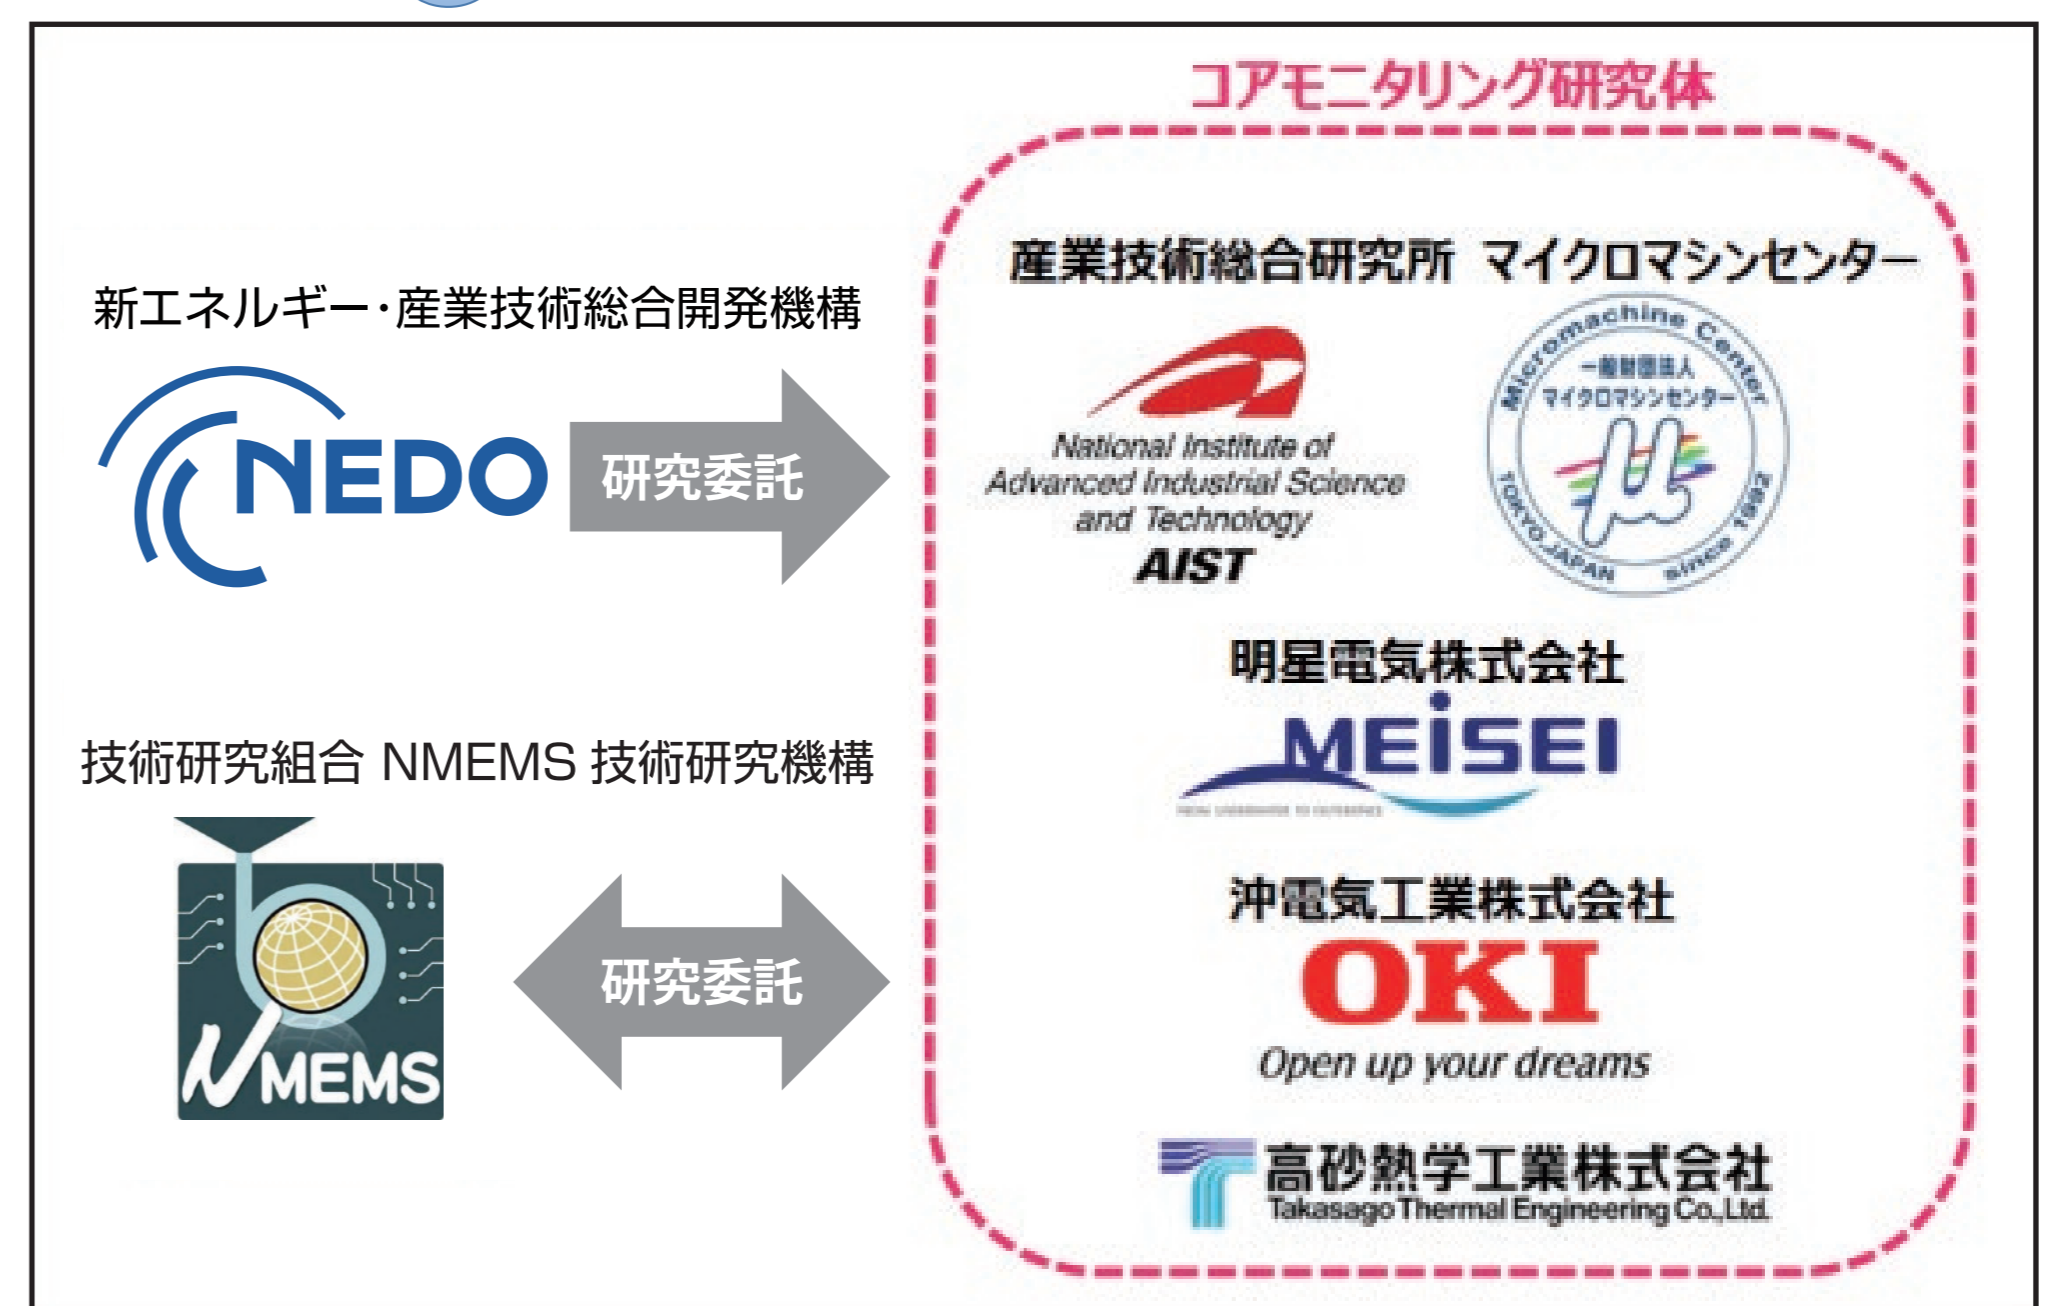 コアモニタリング研究体
新エネルギー・産業技術総合開発機構
NEDO
研究委託
産業技術総合研究所 マイクロマシンセンター
National Institute of
Advanced Industrial Science
and Technology
AIST
Micromachine Center
一般財団法人
マイクロマシンセンター
μ
TOKYO, JAPAN since 1992
明星電気株式会社
MEiSEI
技術研究組合 NMEMS 技術研究機構
NMEMS
研究委託
沖電気工業株式会社
OKI
Open up your dreams
高砂熱学工業株式会社
Takasago Thermal Engineering Co.,Ltd.